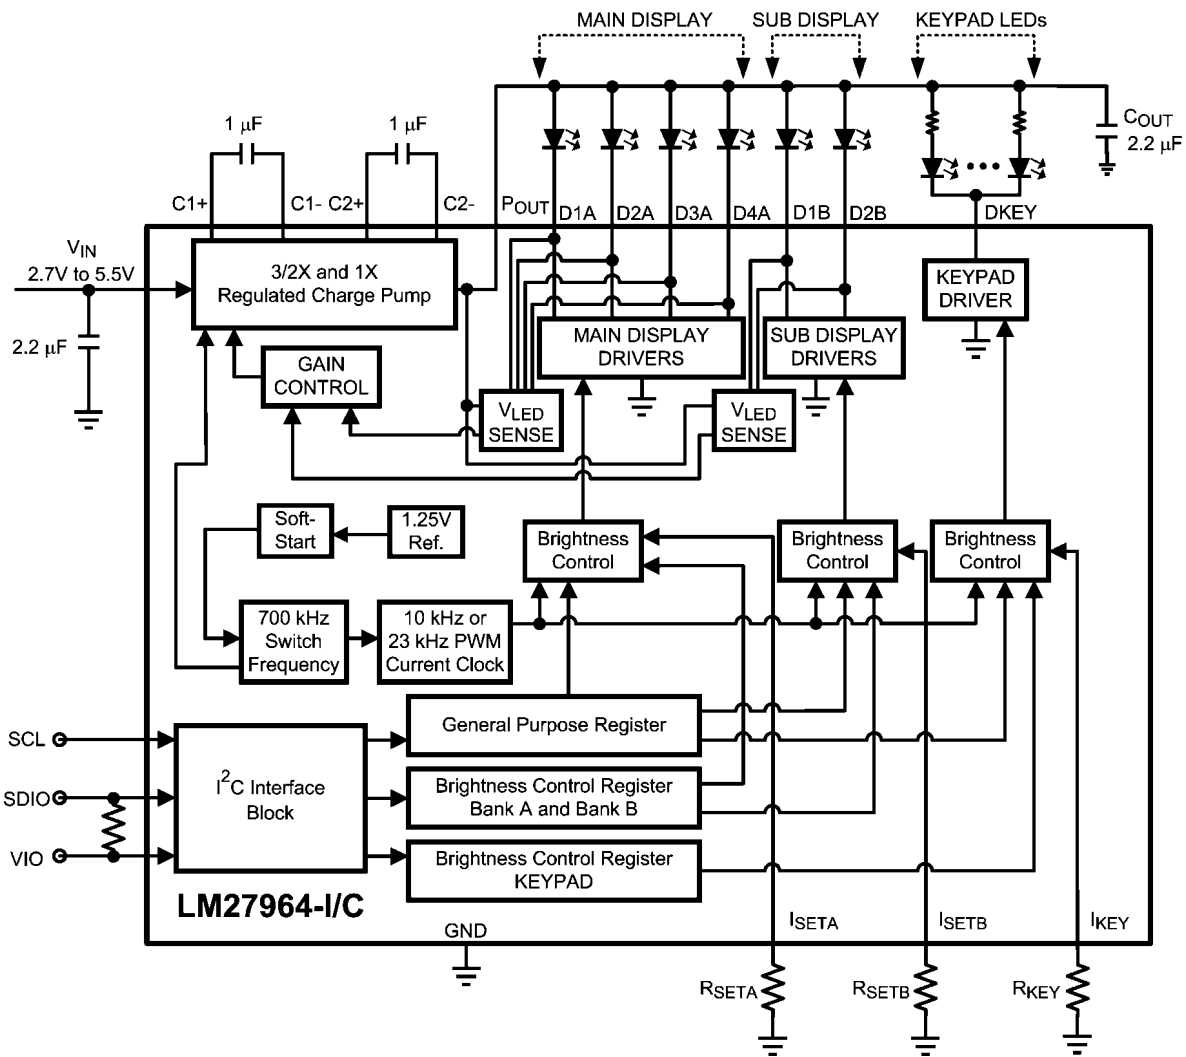 MAIN DISPLAY
SUB DISPLAY
KEYPAD LEDs
1 µF
1 µF
COUT
2.2 µF
C1+
C1-
C2+
C2-
POUT
D1A
D2A
D3A
D4A
D1B
D2B
DKEY
VIN
2.7V to 5.5V
2.2 µF
3/2X and 1X
Regulated Charge Pump
KEYPAD
DRIVER
MAIN DISPLAY
DRIVERS
SUB DISPLAY
DRIVERS
GAIN
CONTROL
VLED
SENSE
VLED
SENSE
Soft-
Start
1.25V
Ref.
Brightness
Control
Brightness
Control
Brightness
Control
700 kHz
Switch
Frequency
10 kHz or
23 kHz PWM
Current Clock
General Purpose Register
SCL
SDIO
VIO
I2C Interface
Block
Brightness Control Register
Bank A and Bank B
Brightness Control Register
KEYPAD
LM27964-I/C
GND
ISETA
ISETB
IKEY
RSETA
RSETB
RKEY